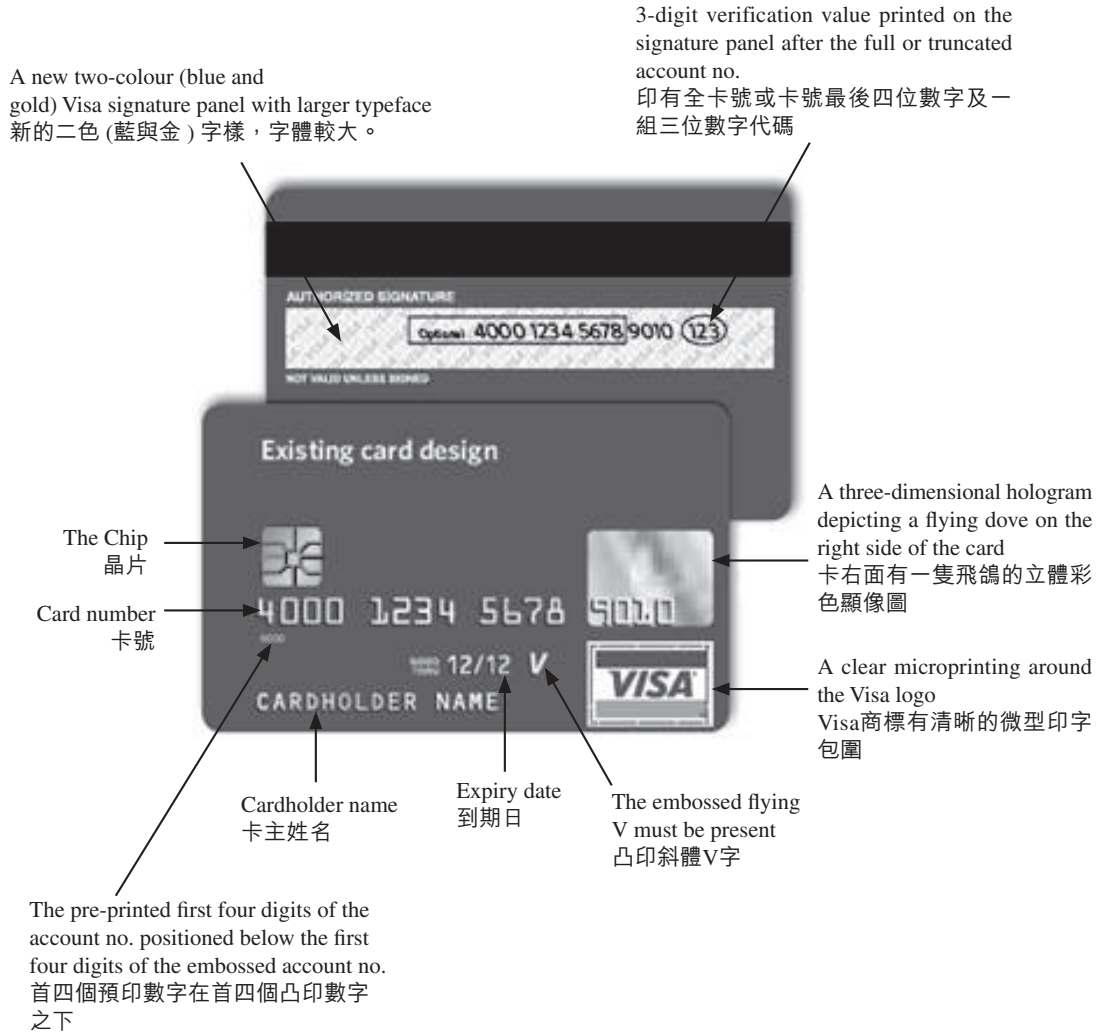 3-digit verification value printed on the
signature panel after the full or truncated
account no.
印有全卡號或卡號最後四位數字及一
組三位數字代碼
A new two-colour (blue and
gold) Visa signature panel with larger typeface
新的二色 (藍與金 ) 字樣，字體較大。
AUTHORIZED SIGNATURE
Optional 4000 1234 5678 9010 123
NOT VALID UNLESS SIGNED
Existing card design
The Chip
晶片
Card number
卡號
4000 1234 5678 9010
4000
12/12 V
CARDHOLDER NAME
VISA
A three-dimensional hologram
depicting a flying dove on the
right side of the card
卡右面有一隻飛鴿的立體彩
色顯像圖
A clear microprinting around
the Visa logo
Visa商標有清晰的微型印字
包圍
Cardholder name
卡主姓名
Expiry date
到期日
The embossed flying
V must be present
凸印斜體V字
The pre-printed first four digits of the
account no. positioned below the first
four digits of the embossed account no.
首四個預印數字在首四個凸印數字
之下